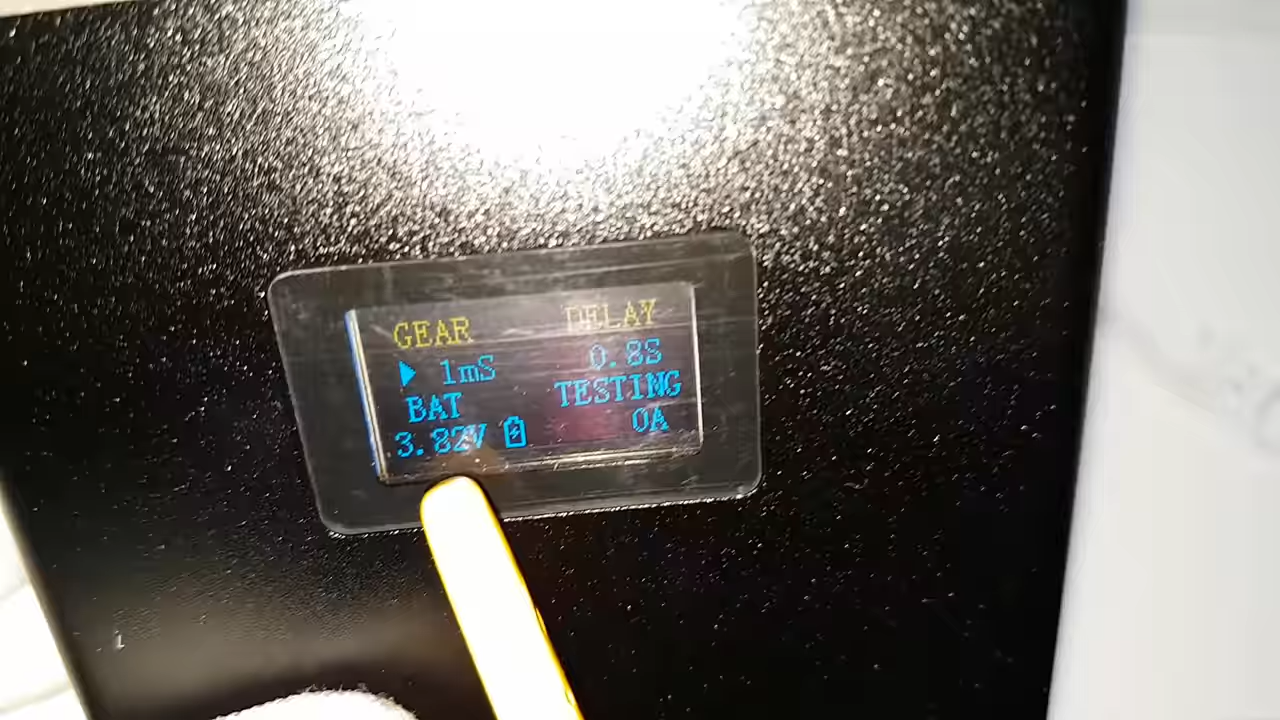 GEAR DELAY
▶ 1mS 0.8S
BAT TESTING
3.82V 0A